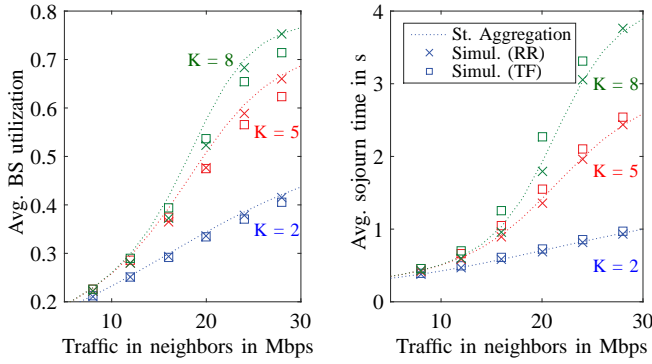 0.8
0.7
0.6
0.5
0.4
0.3
0.2
10
20
30
Avg. BS utilization
Traffic in neighbors in Mbps
K = 8
K = 5
K = 2
4
3
2
1
0
10
20
30
Avg. sojourn time in s
Traffic in neighbors in Mbps
St. Aggregation
Simul. (RR)
Simul. (TF)
K = 8
K = 5
K = 2